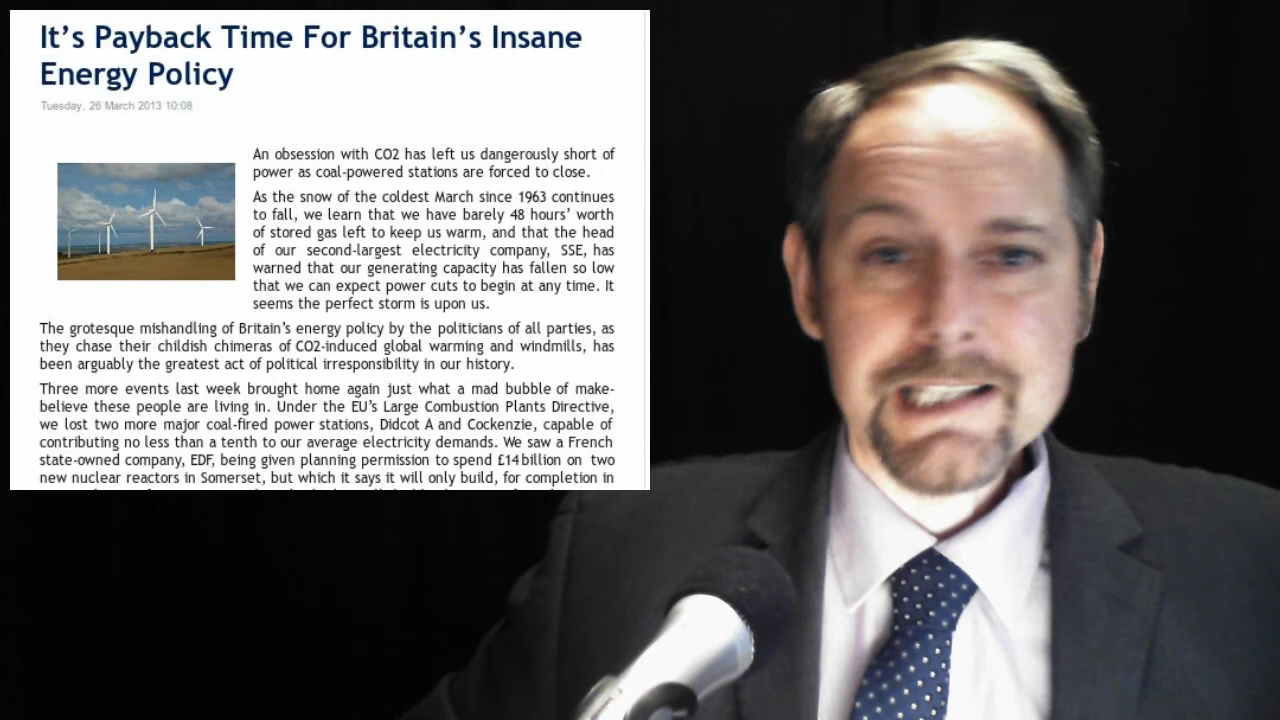 It’s Payback Time For Britain’s Insane
Energy Policy
Tuesday, 26 March 2013 10:08
An obsession with CO2 has left us dangerously short of
power as coal-powered stations are forced to close.
As the snow of the coldest March since 1963 continues
to fall, we learn that we have barely 48 hours’ worth
of stored gas left to keep us warm, and that the head
of our second-largest electricity company, SSE, has
warned that our generating capacity has fallen so low
that we can expect power cuts to begin at any time. It
seems the perfect storm is upon us.
The grotesque mishandling of Britain’s energy policy by the politicians of all parties, as
they chase their childish chimeras of CO2-induced global warming and windmills, has
been arguably the greatest act of political irresponsibility in our history.
Three more events last week brought home again just what a mad bubble of make-
believe these people are living in. Under the EU’s Large Combustion Plants Directive,
we lost two more major coal-fired power stations, Didcot A and Cockenzie, capable of
contributing no less than a tenth to our average electricity demands. We saw a French
state-owned company, EDF, being given planning permission to spend £14billion on two
new nuclear reactors in Somerset, but which it says it will only build, for completion in